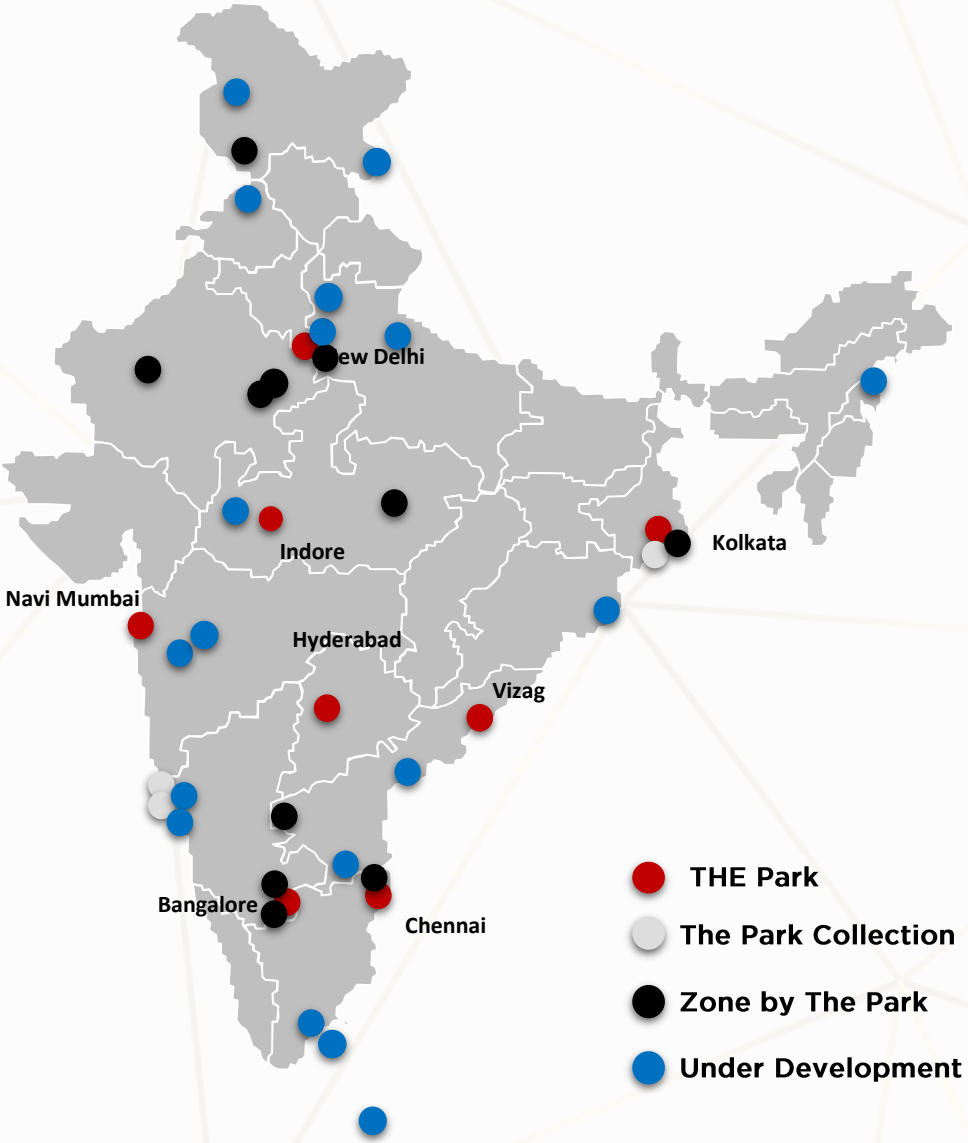 ew Delhi
Kolkata
Indore
Navi Mumbai
Hyderabad
Vizag
Bangalore
Chennai
THE Park
The Park Collection
Zone by The Park
Under Development